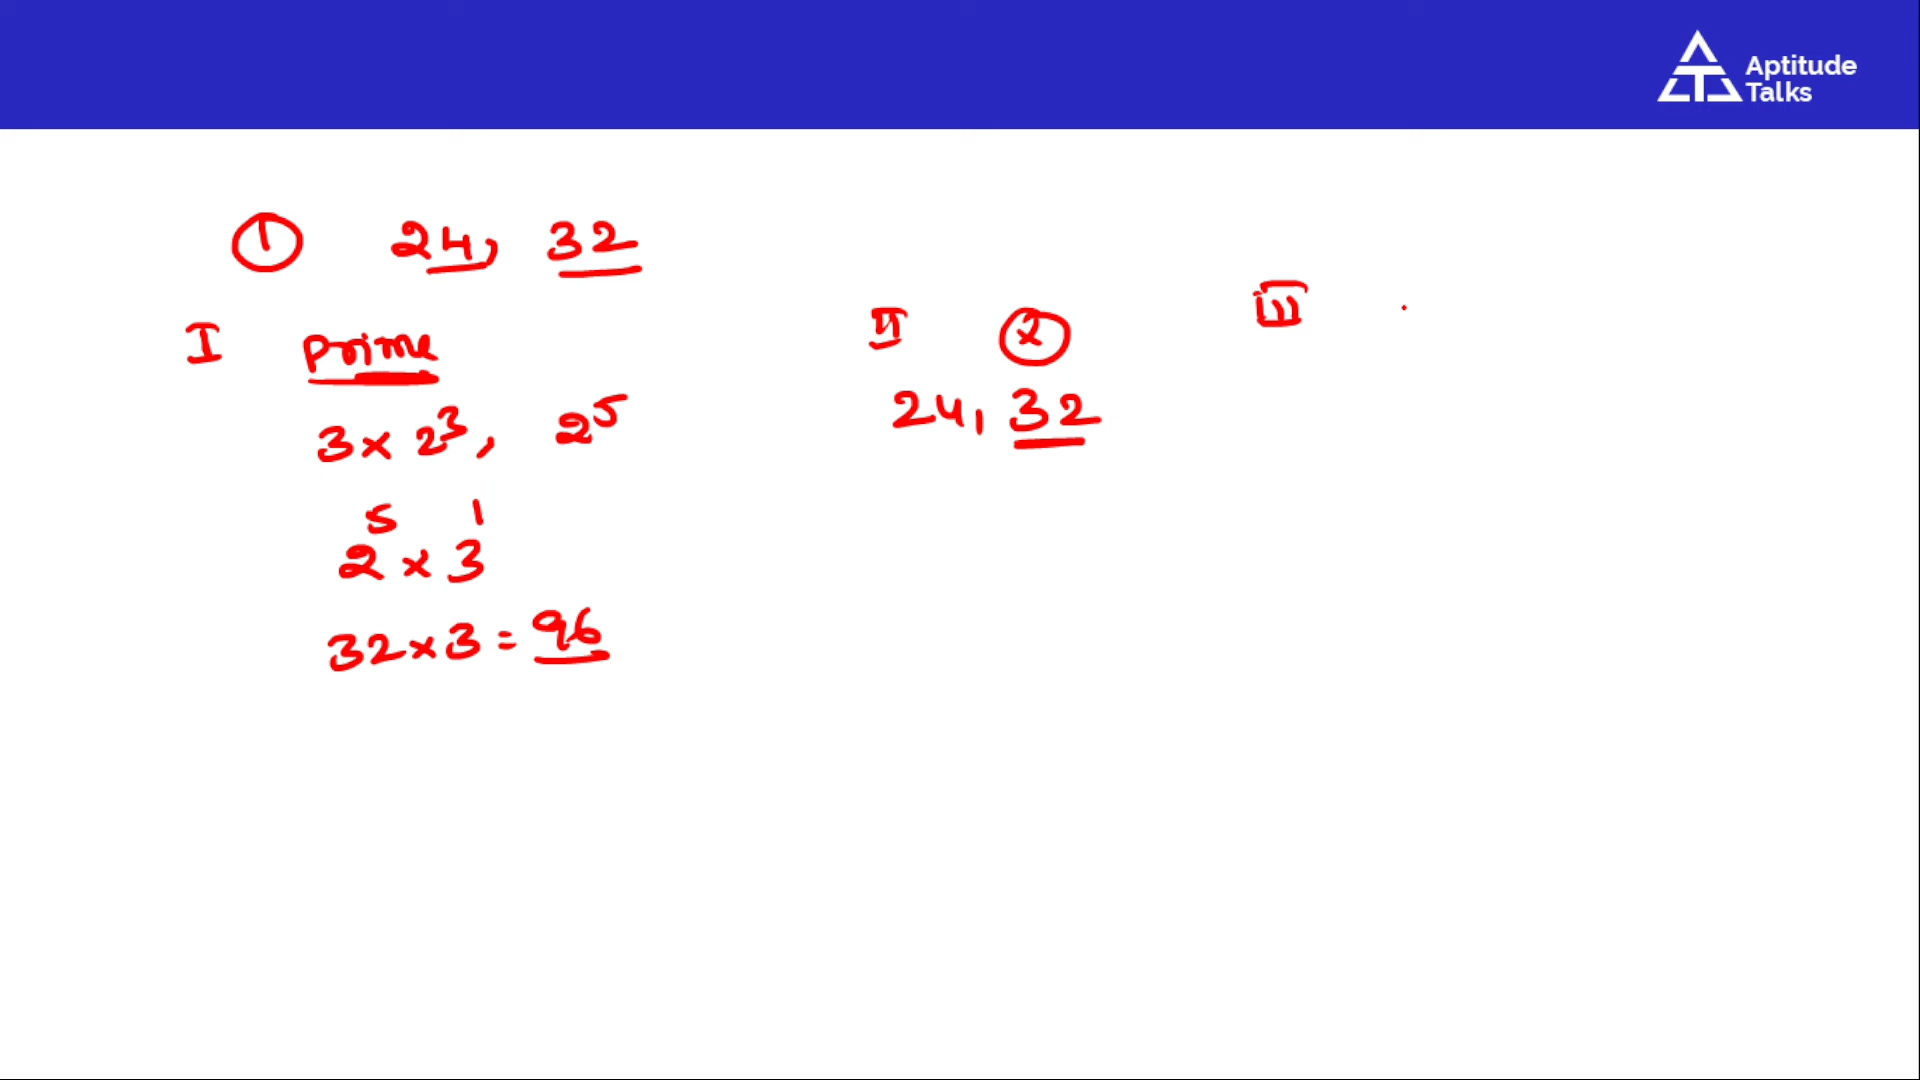 Aptitude
Talks
① 24, 32
I prime
3 × 2³, 2⁵
2⁵ × 3¹
32 × 3 = 96
II ②
24, 32
III